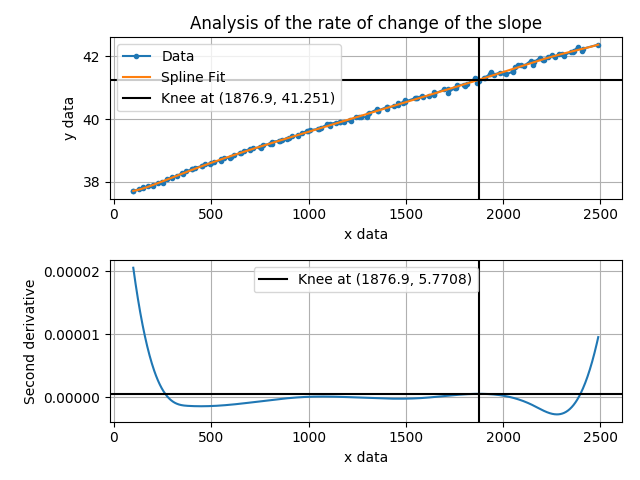 Analysis of the rate of change of the slope
42
40
38
y data
Data
Spline Fit
Knee at (1876.9, 41.251)
0 500 1000 1500 2000 2500
x data
0.00002
0.00001
0.00000
Second derivative
Knee at (1876.9, 5.7708)
0 500 1000 1500 2000 2500
x data